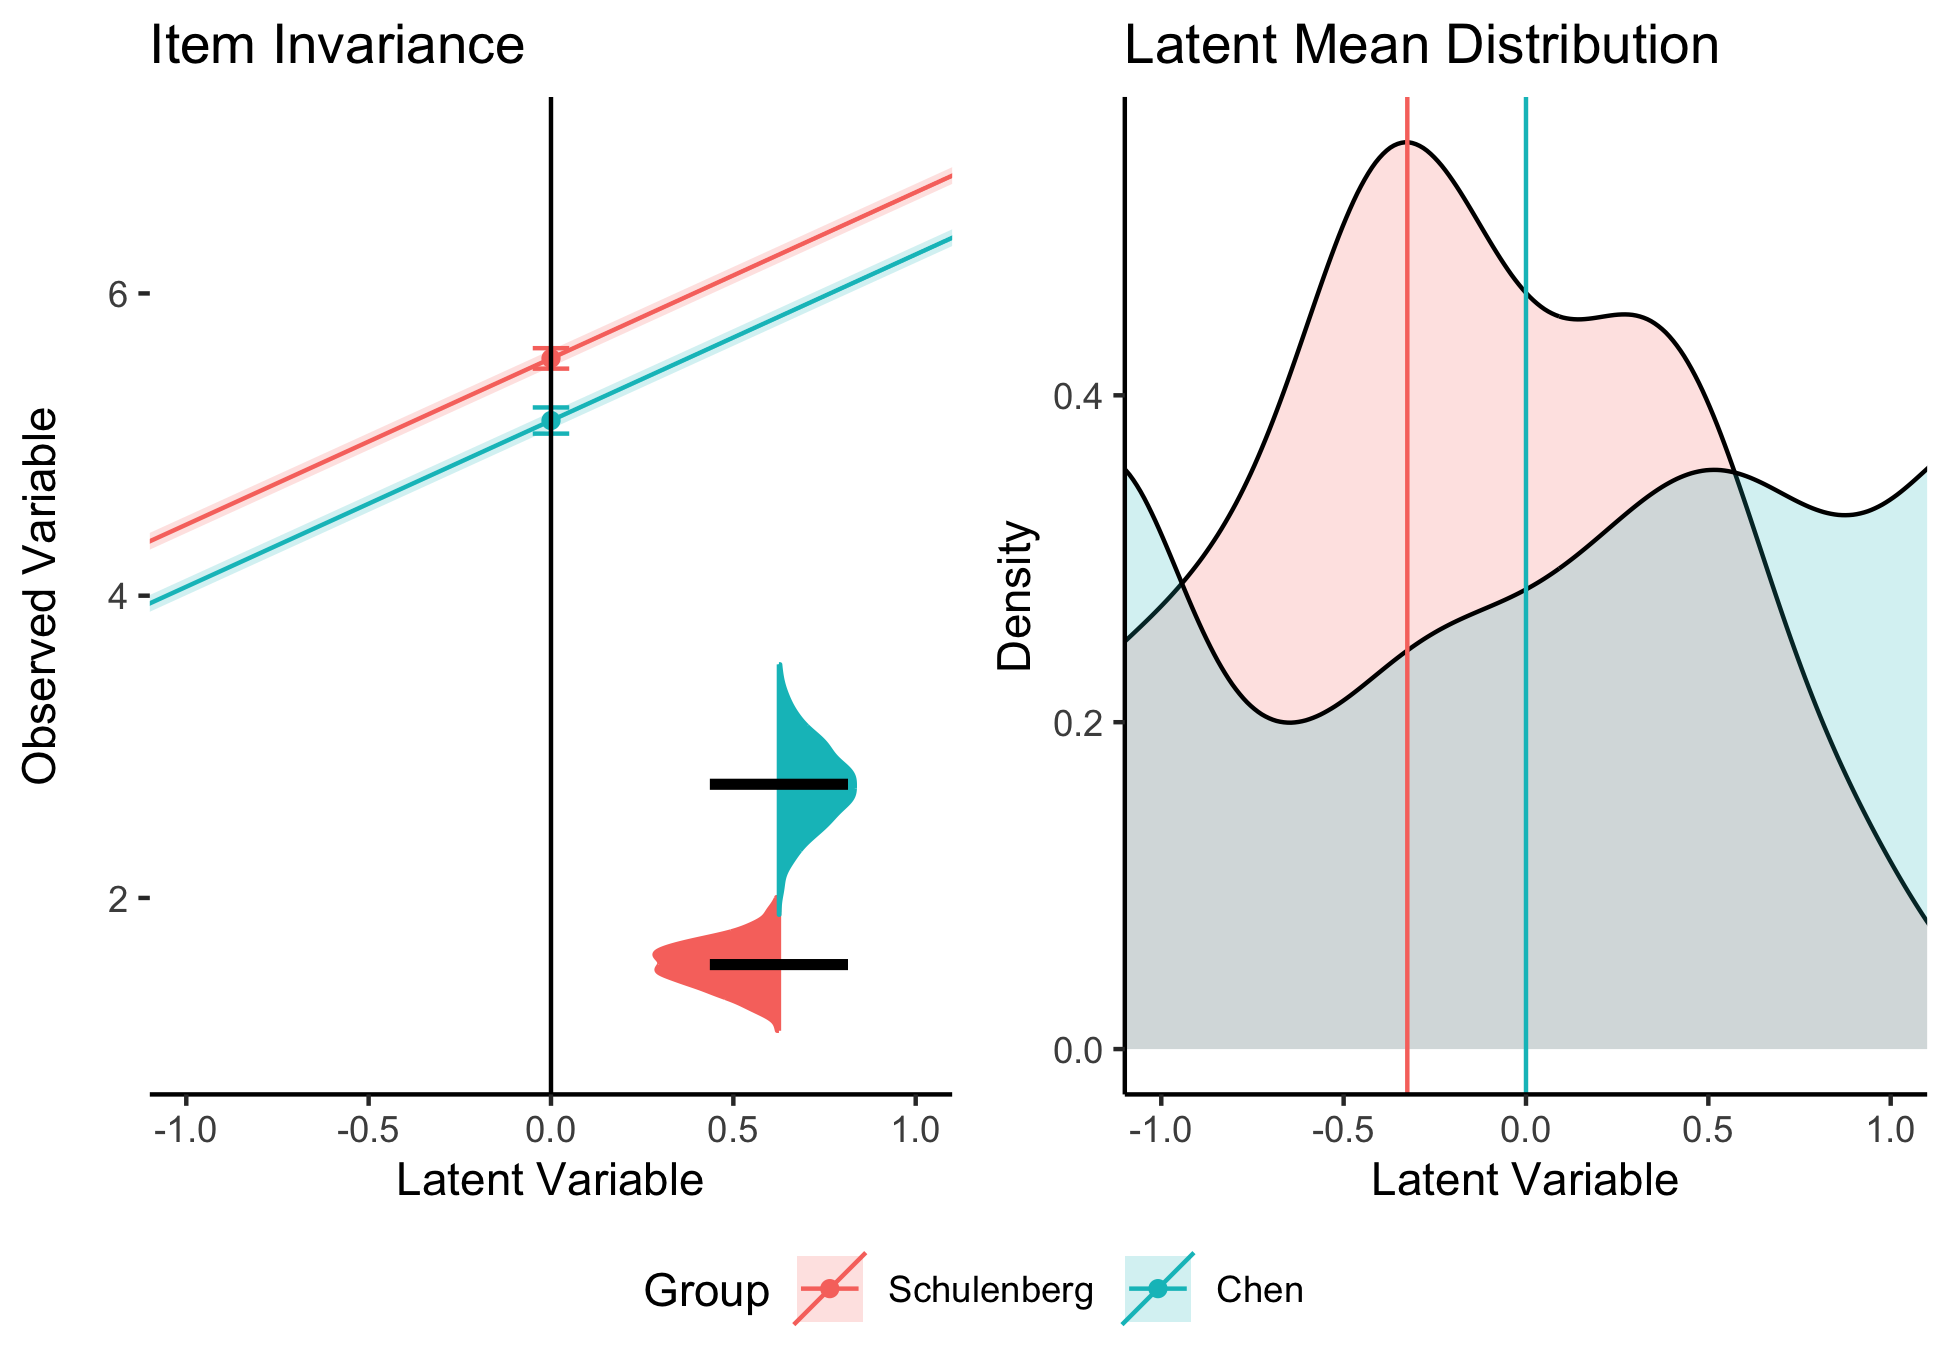 Item Invariance
Observed Variable
6
4
2
-1.0 -0.5 0.0 0.5 1.0
Latent Variable
Latent Mean Distribution
Density
0.4
0.2
0.0
-1.0 -0.5 0.0 0.5 1.0
Latent Variable
Group Schulenberg Chen